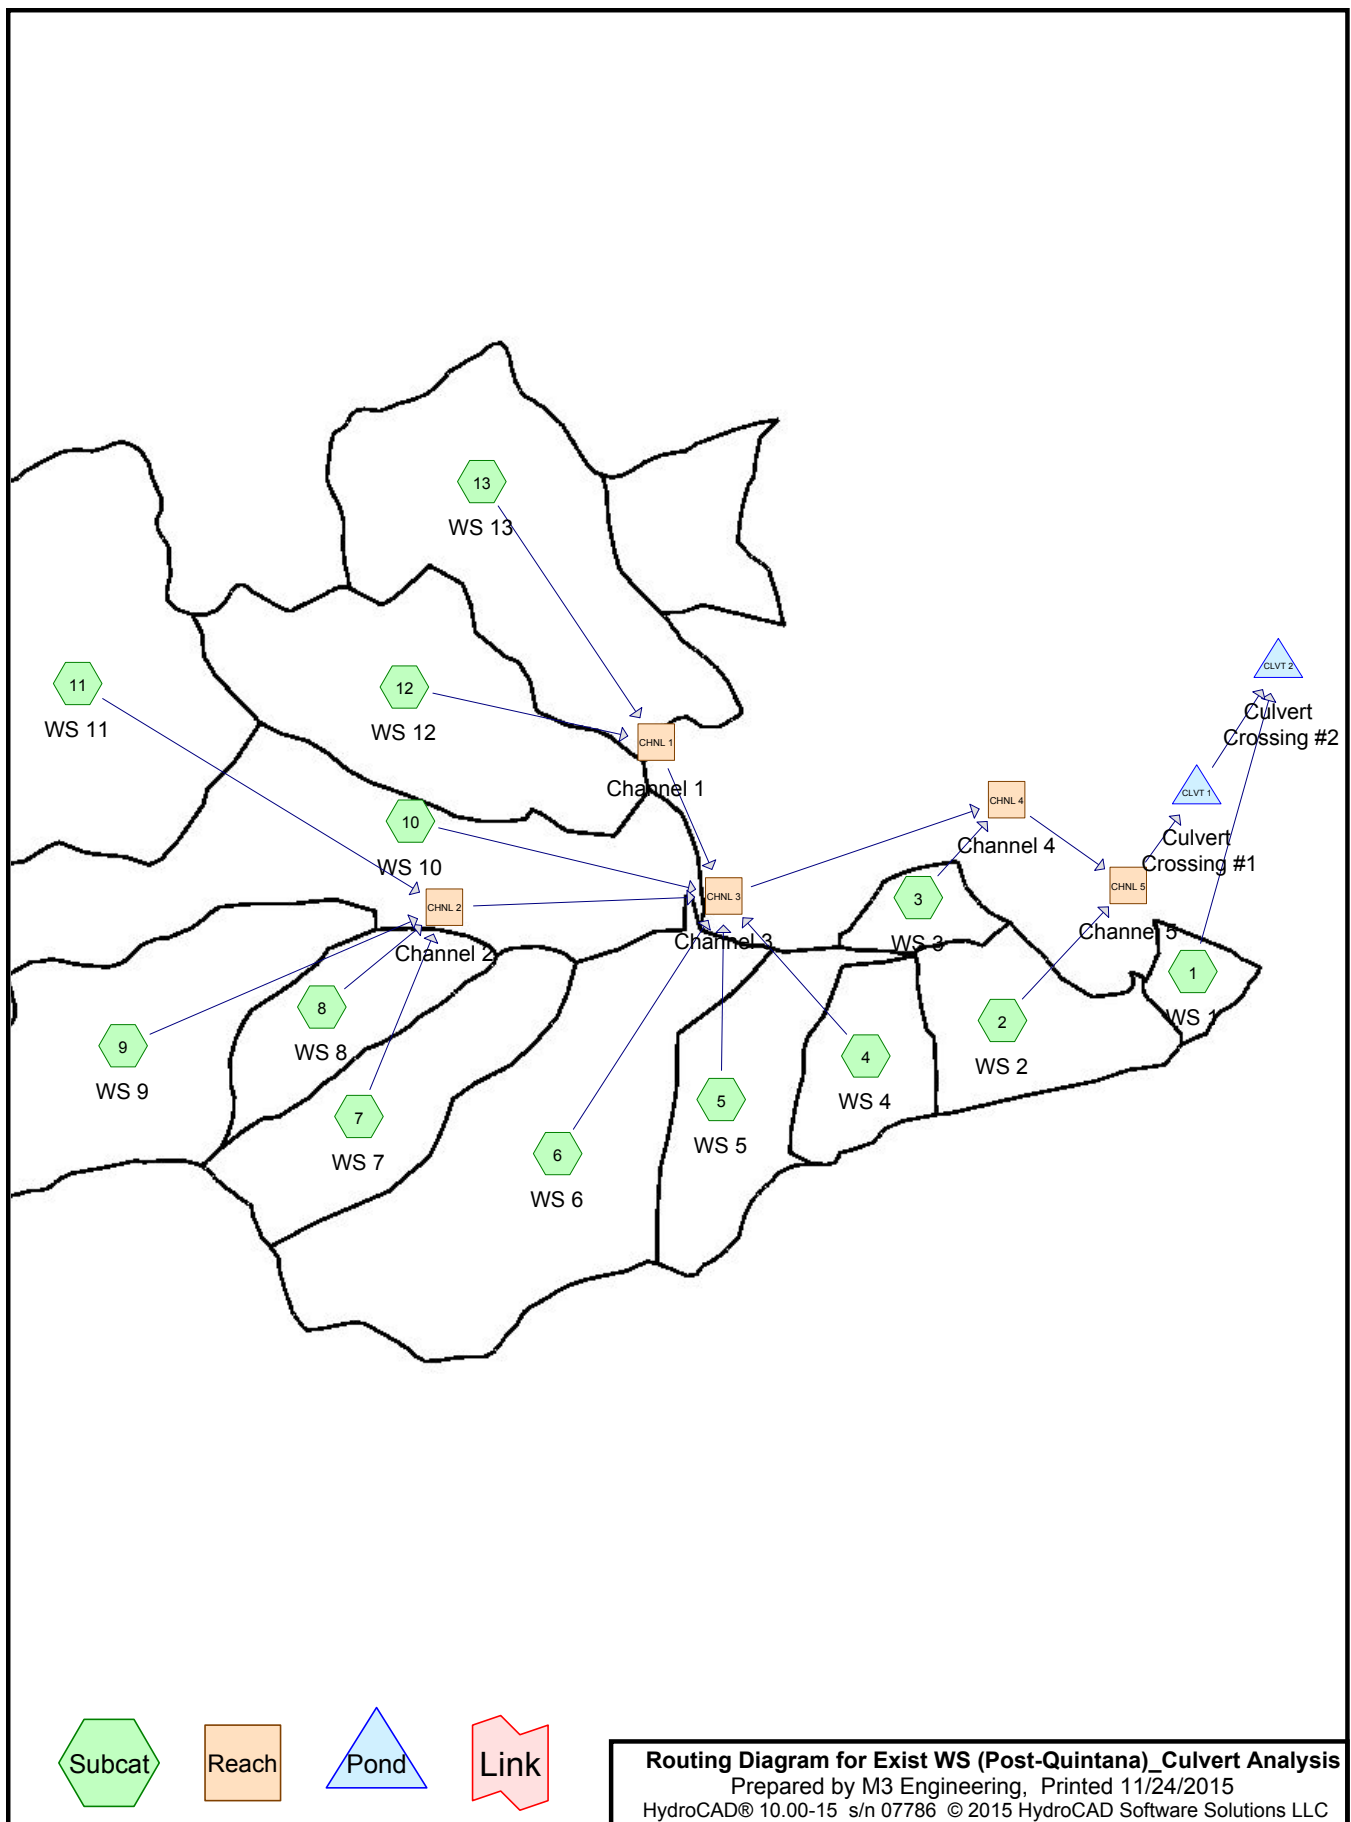 13
WS 13
11
WS 11
12
WS 12
CHNL 1
Channel 1
CLVT 2
Culvert
Crossing #2
CLVT 1
Culvert
Crossing #1
CHNL 4
Channel 4
10
WS 10
CHNL 2
Channel 2
CHNL 3
Channel 3
3
WS 3
CHNL 5
Channel 5
1
WS 1
8
WS 8
9
WS 9
2
WS 2
4
WS 4
7
WS 7
5
WS 5
6
WS 6
Subcat
Reach
Pond
Link
Routing Diagram for Exist WS (Post-Quintana)_Culvert Analysis
Prepared by M3 Engineering, Printed 11/24/2015
HydroCAD® 10.00-15 s/n 07786 © 2015 HydroCAD Software Solutions LLC